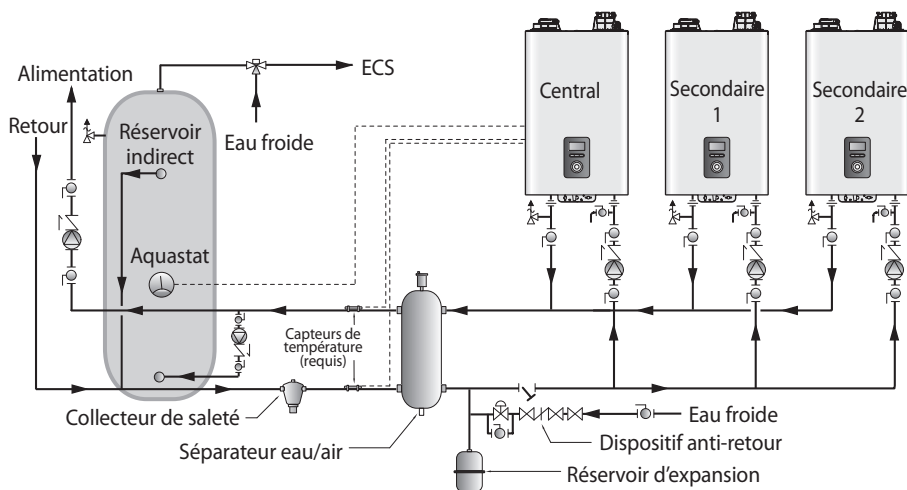 Alimentation
Retour
Réservoir
indirect
ECS
Eau froide
Aquastat
Central
Secondaire
1
Secondaire
2
Capteurs de
température
(requis)
Collecteur de saleté
Séparateur eau/air
Eau froide
Dispositif anti-retour
Réservoir d’expansion